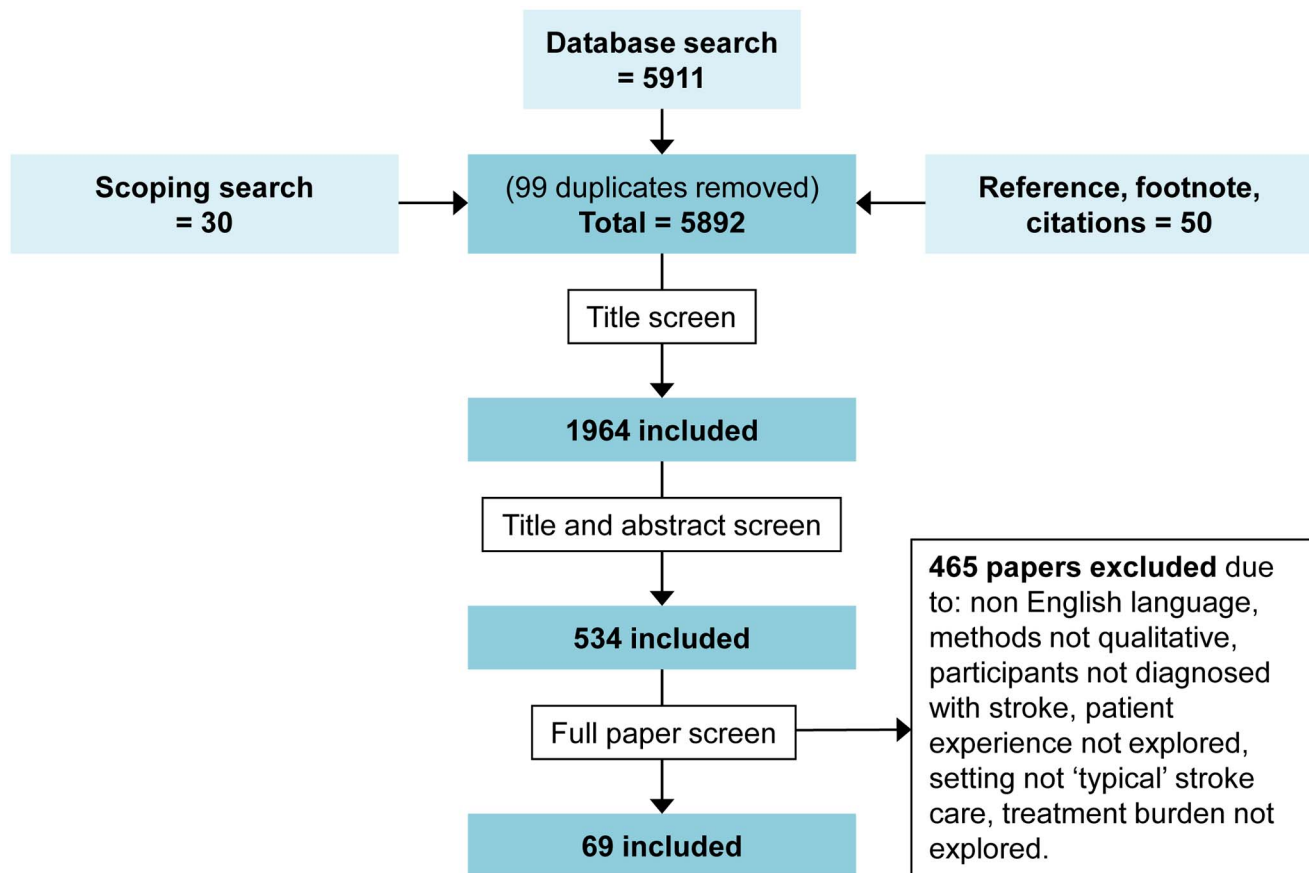 Database search
= 5911
Scoping search
= 30
(99 duplicates removed)
Total = 5892
Reference, footnote,
citations = 50
Title screen
1964 included
Title and abstract screen
534 included
Full paper screen
465 papers excluded due
to: non English language,
methods not qualitative,
participants not diagnosed
with stroke, patient
experience not explored,
setting not ‘typical’ stroke
care, treatment burden not
explored.
69 included